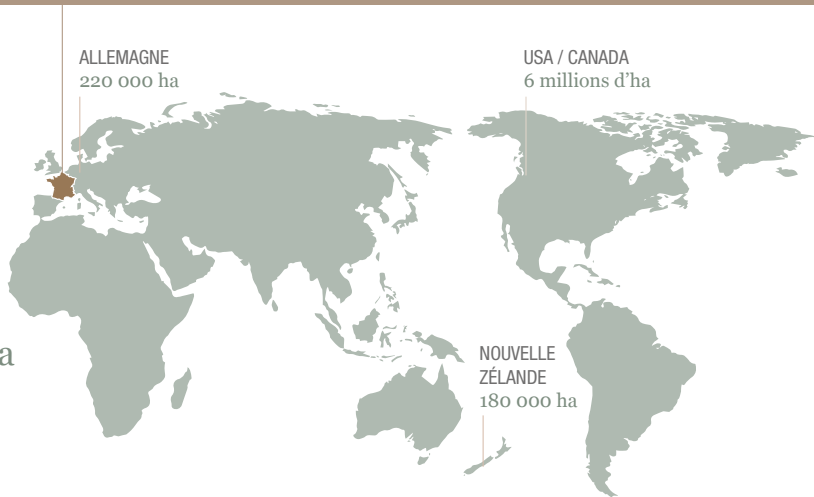 ALLEMAGNE
220 000 ha
USA / CANADA
6 millions d'ha
a
NOUVELLE
ZÉLANDE
180 000 ha